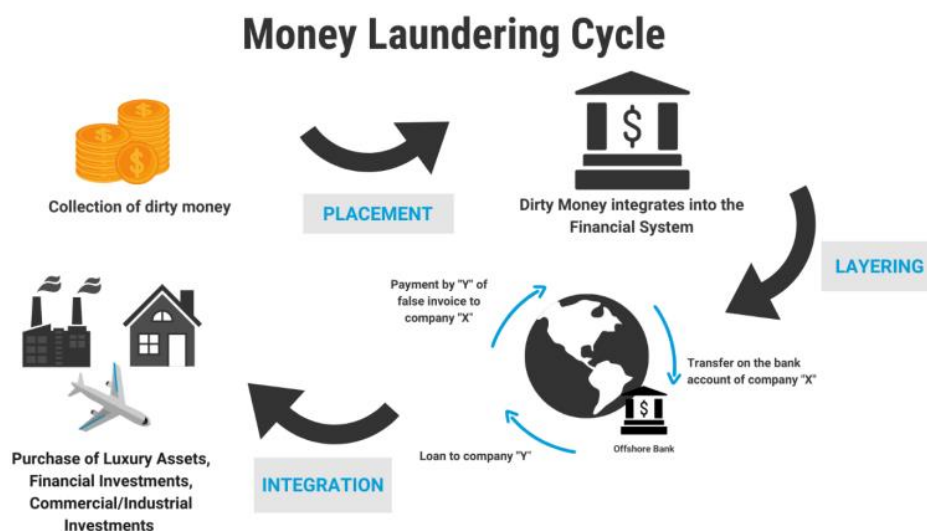 Money Laundering Cycle
Collection of dirty money
PLACEMENT
$
Dirty Money integrates into the
Financial System
LAYERING
Payment by "Y" of
false invoice to
company "X"
Transfer on the bank
account of company "X"
$
Offshore Bank
Loan to company "Y"
INTEGRATION
Purchase of Luxury Assets,
Financial Investments,
Commercial/Industrial
Investments